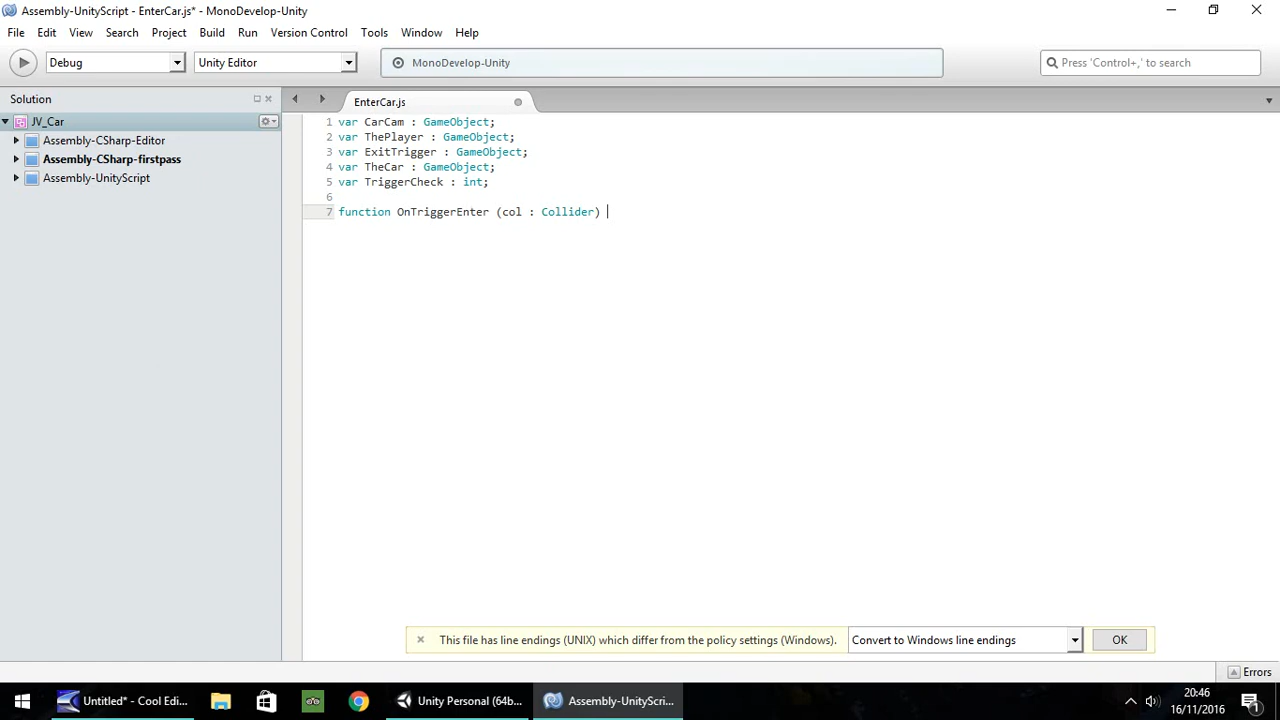 Assembly-UnityScript - EnterCar.js* - MonoDevelop-Unity
File Edit View Search Project Build Run Version Control Tools Window Help
Debug Unity Editor MonoDevelop-Unity Press 'Control+,' to search
Solution EnterCar.js
JV_Car
Assembly-CSharp-Editor
Assembly-CSharp-firstpass
Assembly-UnityScript
1 var CarCam : GameObject;
2 var ThePlayer : GameObject;
3 var ExitTrigger : GameObject;
4 var TheCar : GameObject;
5 var TriggerCheck : int;
6
7 function OnTriggerEnter (col : Collider)
This file has line endings (UNIX) which differ from the policy settings (Windows). Convert to Windows line endings OK
Errors
Untitled* - Cool Edi... Unity Personal (64b... Assembly-UnityScri... 20:46
16/11/2016 1